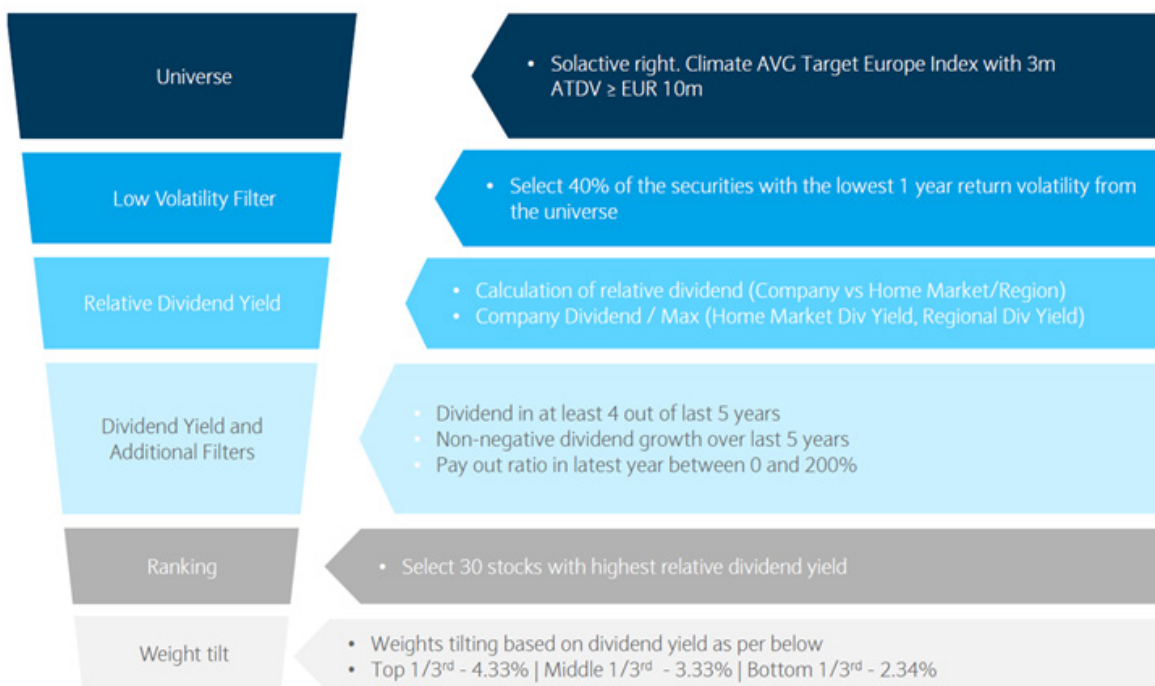 Universe
• Solactive right. Climate AVG Target Europe Index with 3m
ATDV ≥ EUR 10m
Low Volatility Filter
• Select 40% of the securities with the lowest 1 year return volatility from
the universe
Relative Dividend Yield
• Calculation of relative dividend (Company vs Home Market/Region)
• Company Dividend / Max (Home Market Div Yield, Regional Div Yield)
Dividend Yield and
Additional Filters
• Dividend in at least 4 out of last 5 years
• Non-negative dividend growth over last 5 years
• Pay out ratio in latest year between 0 and 200%
Ranking
• Select 30 stocks with highest relative dividend yield
Weight tilt
• Weights tilting based on dividend yield as per below
• Top 1/3rd - 4.33% | Middle 1/3rd - 3.33% | Bottom 1/3rd - 2.34%